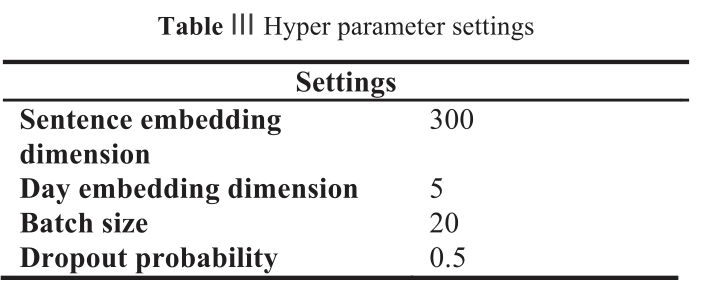 Table III Hyper parameter settings
Settings
Sentence embedding 300
dimension
Day embedding dimension 5
Batch size 20
Dropout probability 0.5